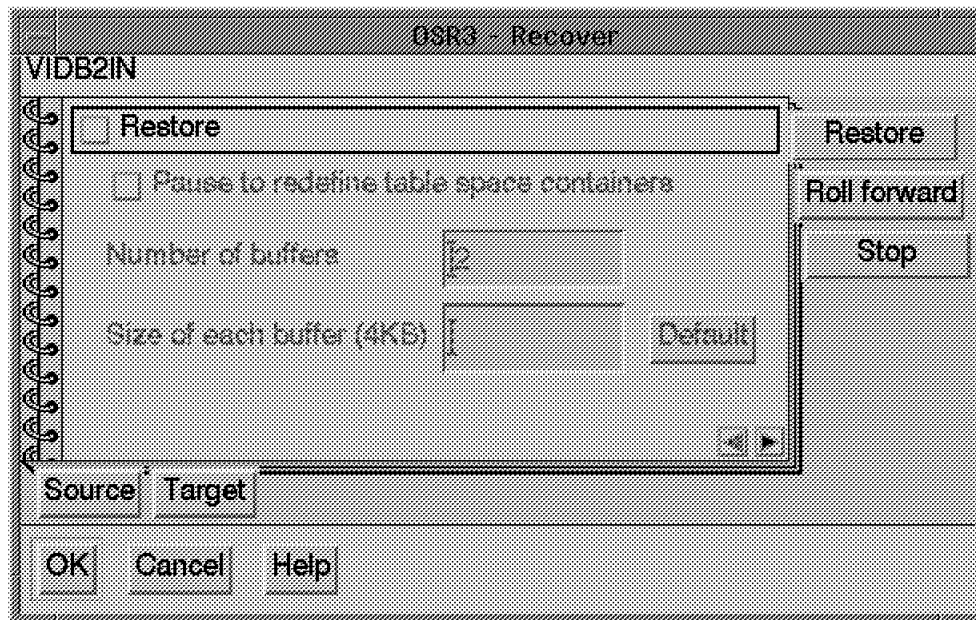 OSR3 - Recover
VIDB2IN
Restore
Restore
Pause to redefine table space containers
Roll forward
Number of buffers 2
Stop
Size of each buffer (4KB) Default
Source Target
OK Cancel Help